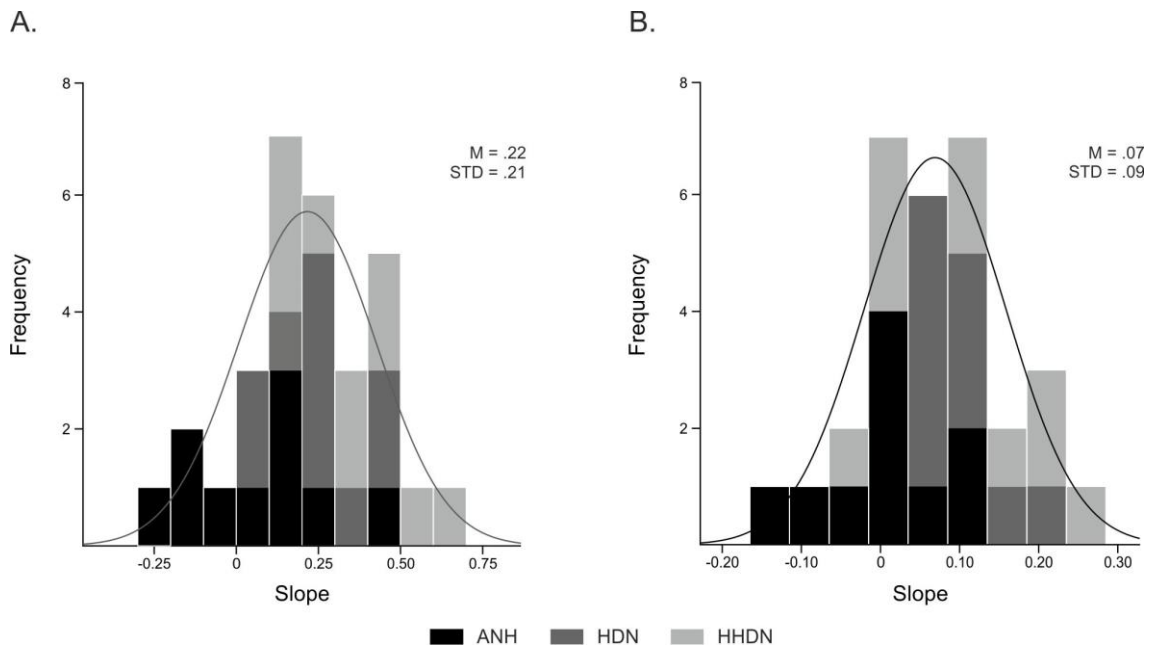 A.
8
6
4
2
Frequency
M = .22
STD = .21
-0.25 0 0.25 0.50 0.75
Slope
B.
8
6
4
2
Frequency
M = .07
STD = .09
-0.20 -0.10 0 0.10 0.20 0.30
Slope
ANH HDN HHDN